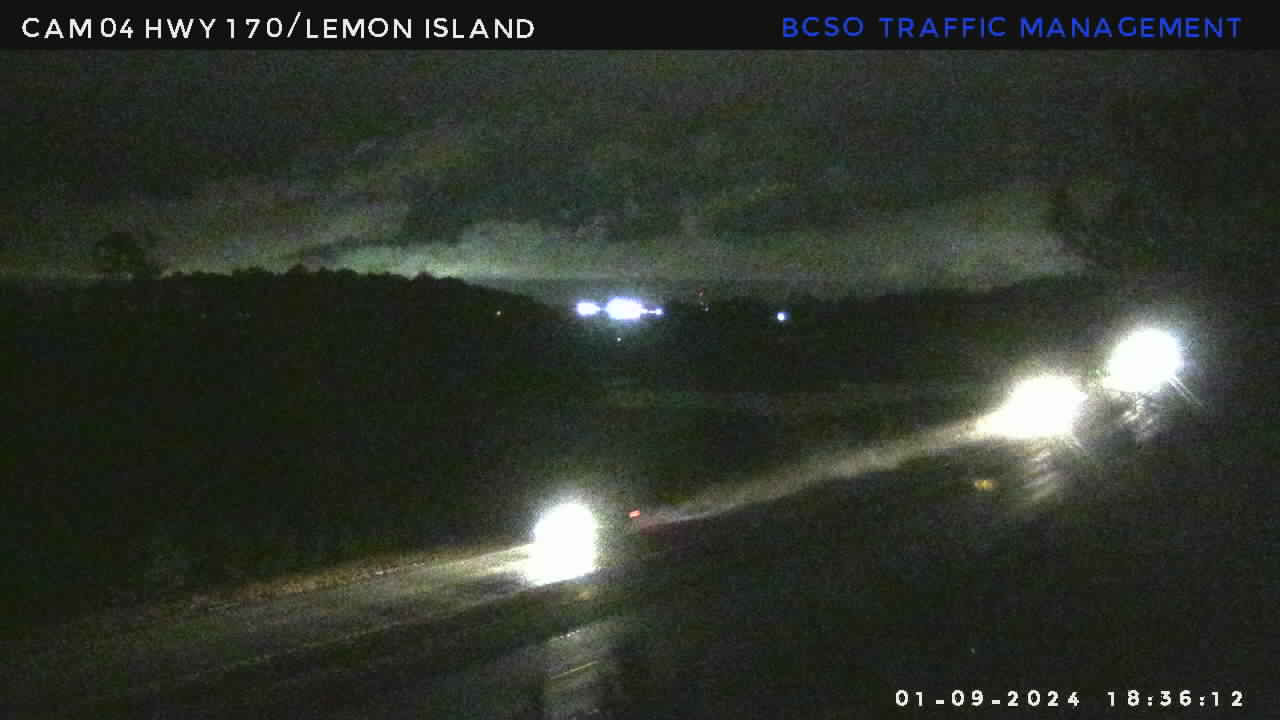 CAM04 HWY 170/LEMON ISLAND
BCSO TRAFFIC MANAGEMENT
01-09-2024 18:36:12